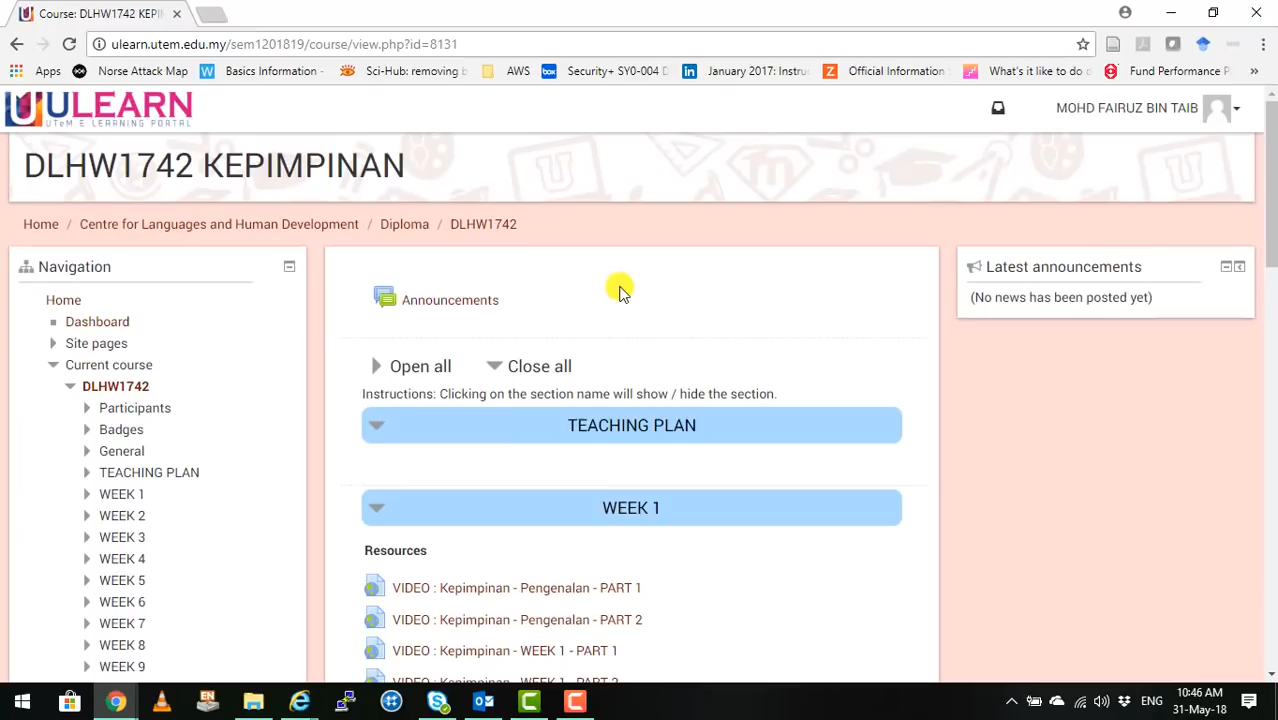 Course: DLHW1742 KEPI
ulearn.utem.edu.my/sem1201819/course/view.php?id=8131
Apps
Norse Attack Map
Basics Information -
Sci-Hub: removing b
AWS
Security+ SY0-004 D
January 2017: Instru
Official Information
What's it like to do
Fund Performance P
»
ULEARN
UTeM E LEARNING PORTAL
MOHD FAIRUZ BIN TAIB
DLHW1742 KEPIMPINAN
Home / Centre for Languages and Human Development / Diploma / DLHW1742
Navigation
Home
Dashboard
Site pages
Current course
DLHW1742
Participants
Badges
General
TEACHING PLAN
WEEK 1
WEEK 2
WEEK 3
WEEK 4
WEEK 5
WEEK 6
WEEK 7
WEEK 8
WEEK 9
Announcements
Open all
Close all
Instructions: Clicking on the section name will show / hide the section.
TEACHING PLAN
WEEK 1
Resources
VIDEO : Kepimpinan - Pengenalan - PART 1
VIDEO : Kepimpinan - Pengenalan - PART 2
VIDEO : Kepimpinan - WEEK 1 - PART 1
VIDEO : Kepimpinan - WEEK 1 - PART 2
Latest announcements
(No news has been posted yet)
ENG
10:46 AM
31-May-18